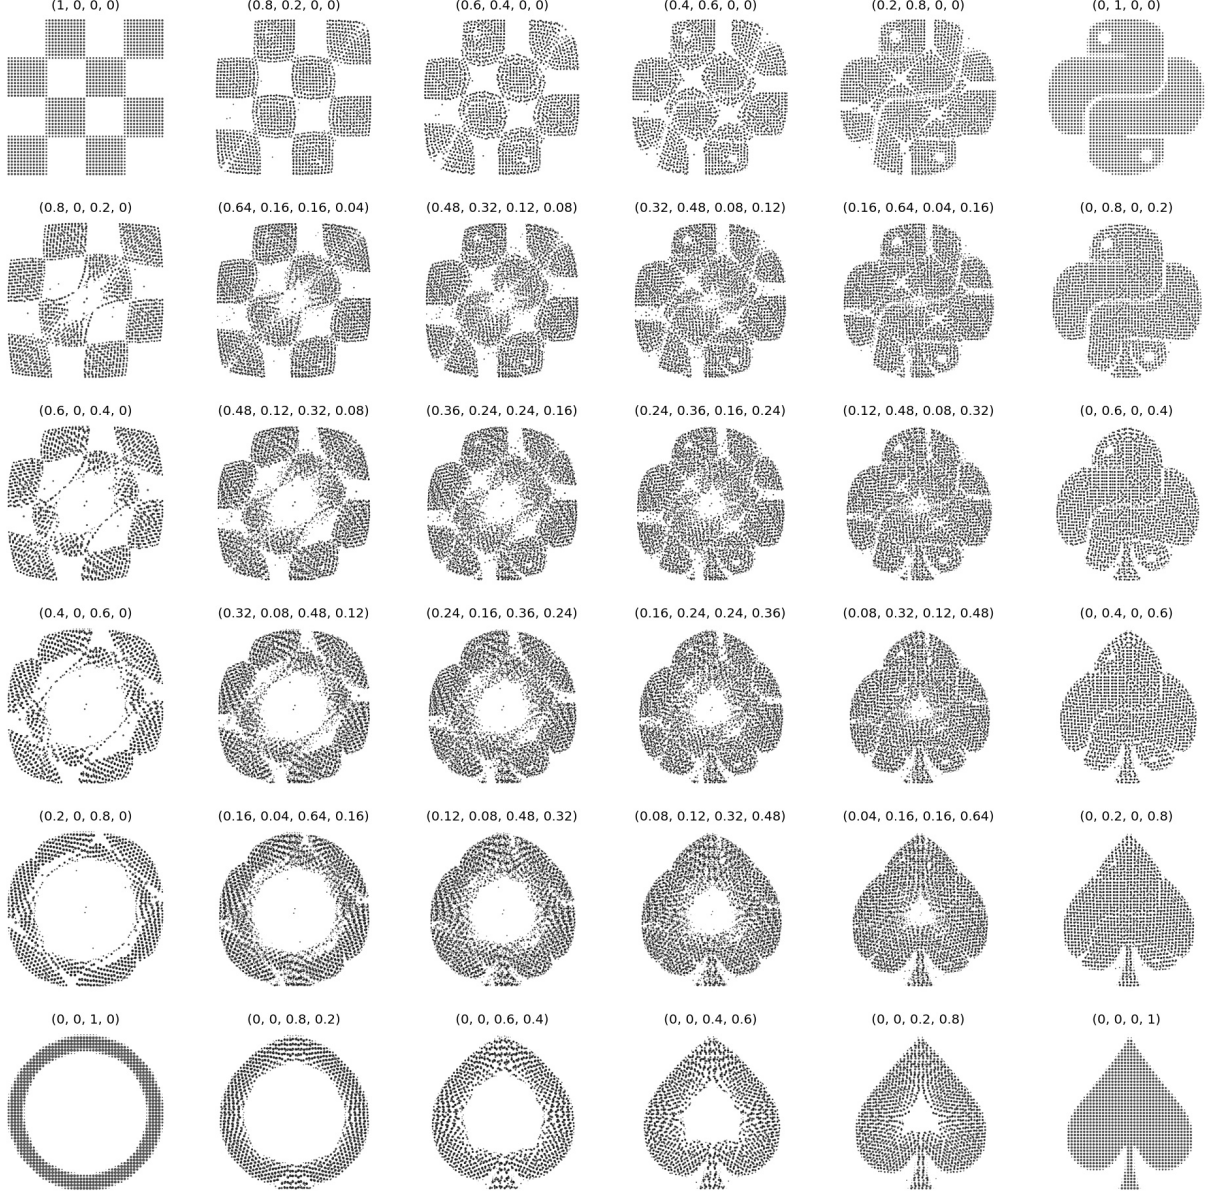 (1, 0, 0, 0) (0.8, 0.2, 0, 0) (0.6, 0.4, 0, 0) (0.4, 0.6, 0, 0) (0.2, 0.8, 0, 0) (0, 1, 0, 0)
(0.8, 0, 0.2, 0) (0.64, 0.16, 0.16, 0.04) (0.48, 0.32, 0.12, 0.08) (0.32, 0.48, 0.08, 0.12) (0.16, 0.64, 0.04, 0.16) (0, 0.8, 0, 0.2)
(0.6, 0, 0.4, 0) (0.48, 0.12, 0.32, 0.08) (0.36, 0.24, 0.24, 0.16) (0.24, 0.36, 0.16, 0.24) (0.12, 0.48, 0.08, 0.32) (0, 0.6, 0, 0.4)
(0.4, 0, 0.6, 0) (0.32, 0.08, 0.48, 0.12) (0.24, 0.16, 0.36, 0.24) (0.16, 0.24, 0.24, 0.36) (0.08, 0.32, 0.12, 0.48) (0, 0.4, 0, 0.6)
(0.2, 0, 0.8, 0) (0.16, 0.04, 0.64, 0.16) (0.12, 0.08, 0.48, 0.32) (0.08, 0.12, 0.32, 0.48) (0.04, 0.16, 0.16, 0.64) (0, 0.2, 0, 0.8)
(0, 0, 1, 0) (0, 0, 0.8, 0.2) (0, 0, 0.6, 0.4) (0, 0, 0.4, 0.6) (0, 0, 0.2, 0.8) (0, 0, 0, 1)